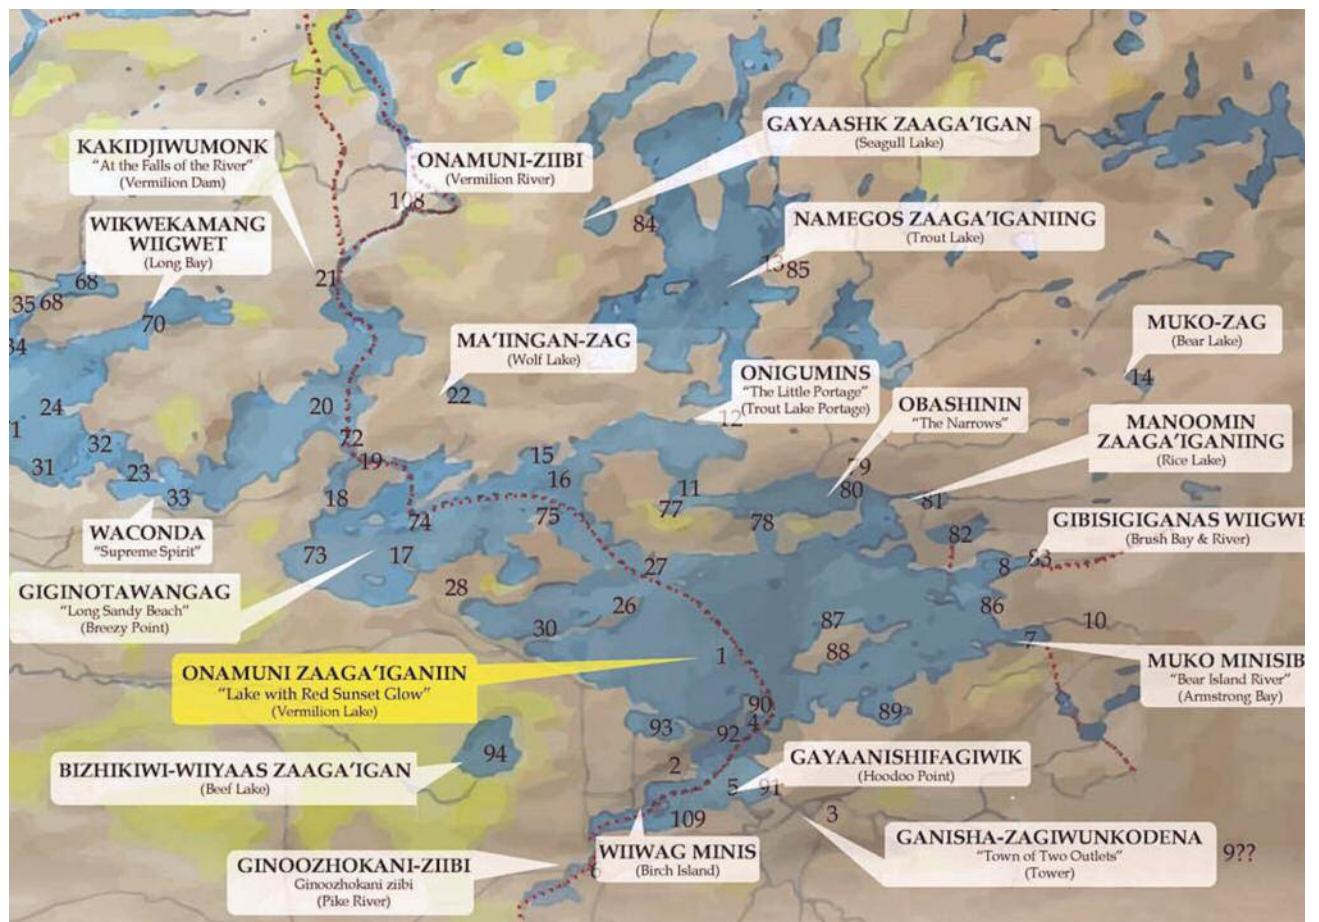 GAYAASHK ZAAGA'IGAN
(Seagull Lake)
KAKIDJIWUMONK
"At the Falls of the River"
(Vermilion Dam)
ONAMUNI-ZIIBI
(Vermilion River)
108
84
WIKWEKAMANG
WIIGWET
(Long Bay)
NAMEGOS ZAAGA'IGANIING
(Trout Lake)
13
85
68
21
35
68
70
34
MUKO-ZAG
(Bear Lake)
14
MA'IINGAN-ZAG
(Wolf Lake)
22
ONIGUMINS
"The Little Portage"
(Trout Lake Portage)
12
OBASHININ
"The Narrows"
MANOOMIN
ZAAGA'IGANIING
(Rice Lake)
24
20
32
72
31
23
19
15
79
33
18
16
11
80
81
WACONDA
"Supreme Spirit"
74
75
77
78
82
GIBISIGIGANAS WIIGWE
(Brush Bay & River)
73
17
27
8
83
GIGINOTAWANGAG
"Long Sandy Beach"
(Breezy Point)
28
26
86
30
87
10
88
7
1
ONAMUNI ZAAGA'IGANIIN
"Lake with Red Sunset Glow"
(Vermilion Lake)
MUKO MINISIB
"Bear Island River"
(Armstrong Bay)
90
89
93
4
92
94
BIZHIKIWI-WIIYAAS ZAAGA'IGAN
(Beef Lake)
2
GAYAANISHIFAGIWIK
(Hoodoo Point)
5
91
109
3
WIIWAG MINIS
(Birch Island)
GANISHA-ZAGIWUNKODENA
"Town of Two Outlets"
(Tower)
9??
GINOOZHOKANI-ZIIBI
Ginoozhokani ziibi
(Pike River)
6